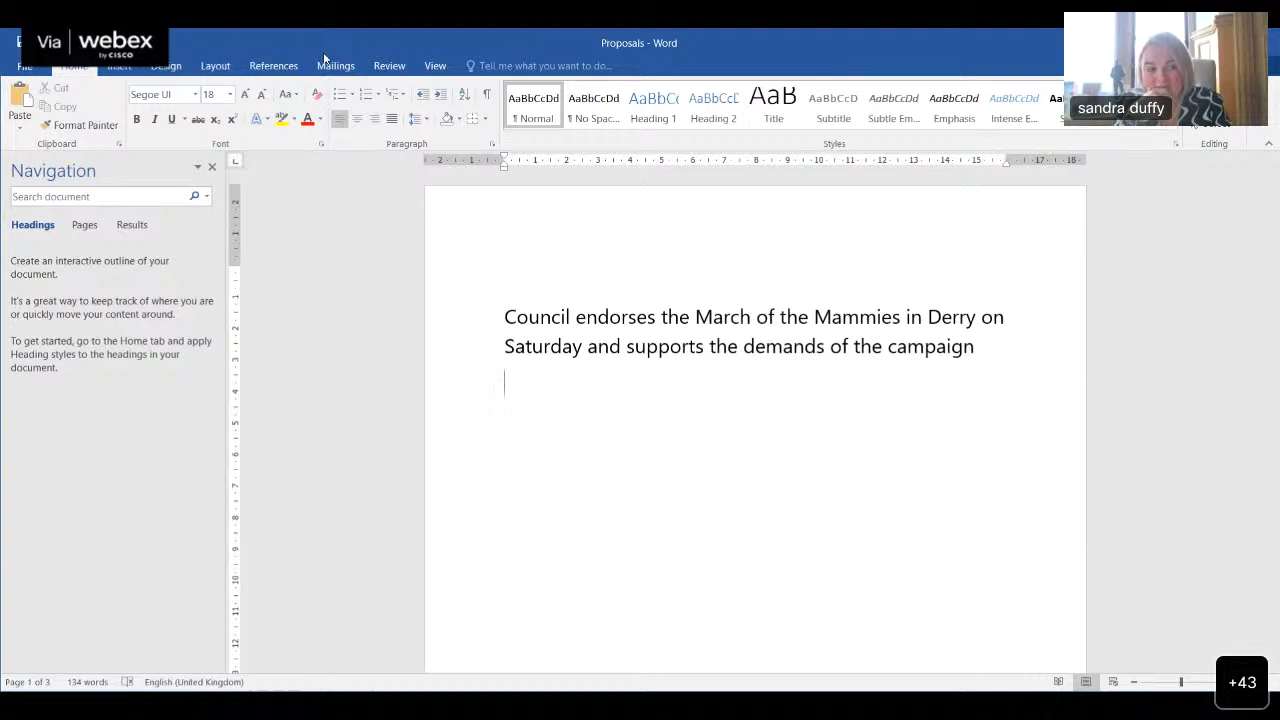 Via webex
by CISCO
Proposals - Word
sandra duffy
File Home Insert Design Layout References Mailings Review View Tell me what you want to do...
Cut
Copy
Paste
Format Painter
Clipboard
Segoe UI 18
Font
Paragraph
AaBbCcDd AaBbCcDd AaBbCc AaBbCcD AaB AaBbCcD AaBbCcDd AaBbCcDd AaBbCcDd
¶ Normal ¶ No Spac... Heading 1 Heading 2 Title Subtitle Subtle Em... Emphasis Intense E...
Styles
Editing
Navigation
Search document
Headings Pages Results
Create an interactive outline of your
document.
It's a great way to keep track of where you are
or quickly move your content around.
To get started, go to the Home tab and apply
Heading styles to the headings in your
document.
Council endorses the March of the Mammies in Derry on
Saturday and supports the demands of the campaign
Page 1 of 3 134 words English (United Kingdom)
+43